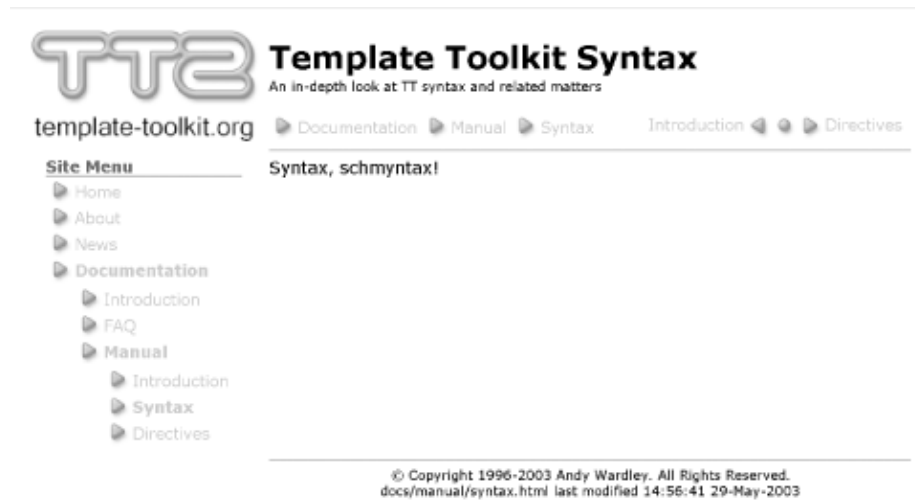 TT2
Template Toolkit Syntax
An in-depth look at TT syntax and related matters
template-toolkit.org
Documentation Manual Syntax Introduction Directives
Site Menu
Home
About
News
Documentation
Introduction
FAQ
Manual
Introduction
Syntax
Directives
Syntax, schmyntax!
© Copyright 1996-2003 Andy Wardley. All Rights Reserved.
docs/manual/syntax.html last modified 14:56:41 29-May-2003